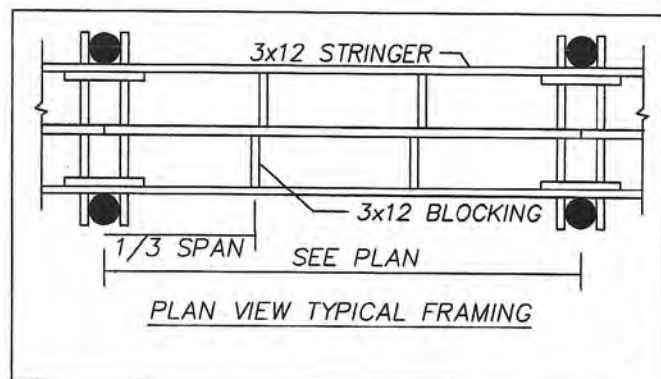 3x12 STRINGER
3x12 BLOCKING
1/3 SPAN
SEE PLAN
PLAN VIEW TYPICAL FRAMING